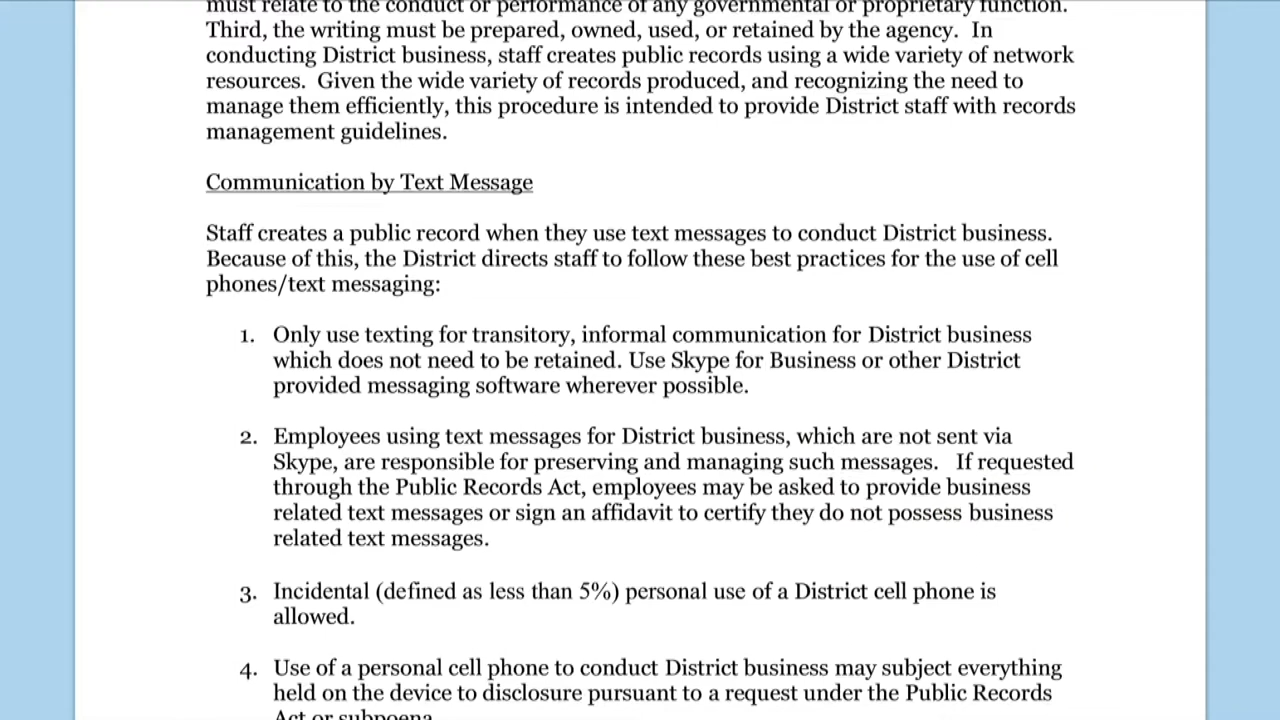 must relate to the conduct or performance of any governmental or proprietary function.
Third, the writing must be prepared, owned, used, or retained by the agency.  In
conducting District business, staff creates public records using a wide variety of network
resources.  Given the wide variety of records produced, and recognizing the need to
manage them efficiently, this procedure is intended to provide District staff with records
management guidelines.
Communication by Text Message
Staff creates a public record when they use text messages to conduct District business.
Because of this, the District directs staff to follow these best practices for the use of cell
phones/text messaging:
1. Only use texting for transitory, informal communication for District business
which does not need to be retained. Use Skype for Business or other District
provided messaging software wherever possible.
2. Employees using text messages for District business, which are not sent via
Skype, are responsible for preserving and managing such messages.   If requested
through the Public Records Act, employees may be asked to provide business
related text messages or sign an affidavit to certify they do not possess business
related text messages.
3. Incidental (defined as less than 5%) personal use of a District cell phone is
allowed.
4. Use of a personal cell phone to conduct District business may subject everything
held on the device to disclosure pursuant to a request under the Public Records
Act or subpoena